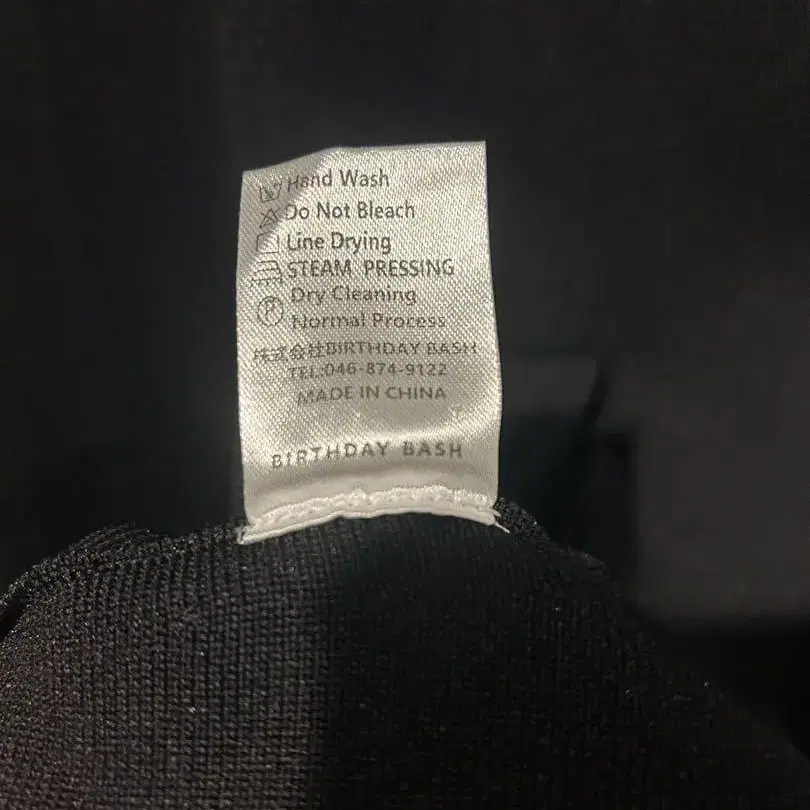 Hand Wash
Do Not Bleach
Line Drying
STEAM PRESSING
Dry Cleaning
P
Normal Process
株式会社BIRTHDAY BASH
TEL:046-874-9122
MADE IN CHINA
BIRTHDAY BASH